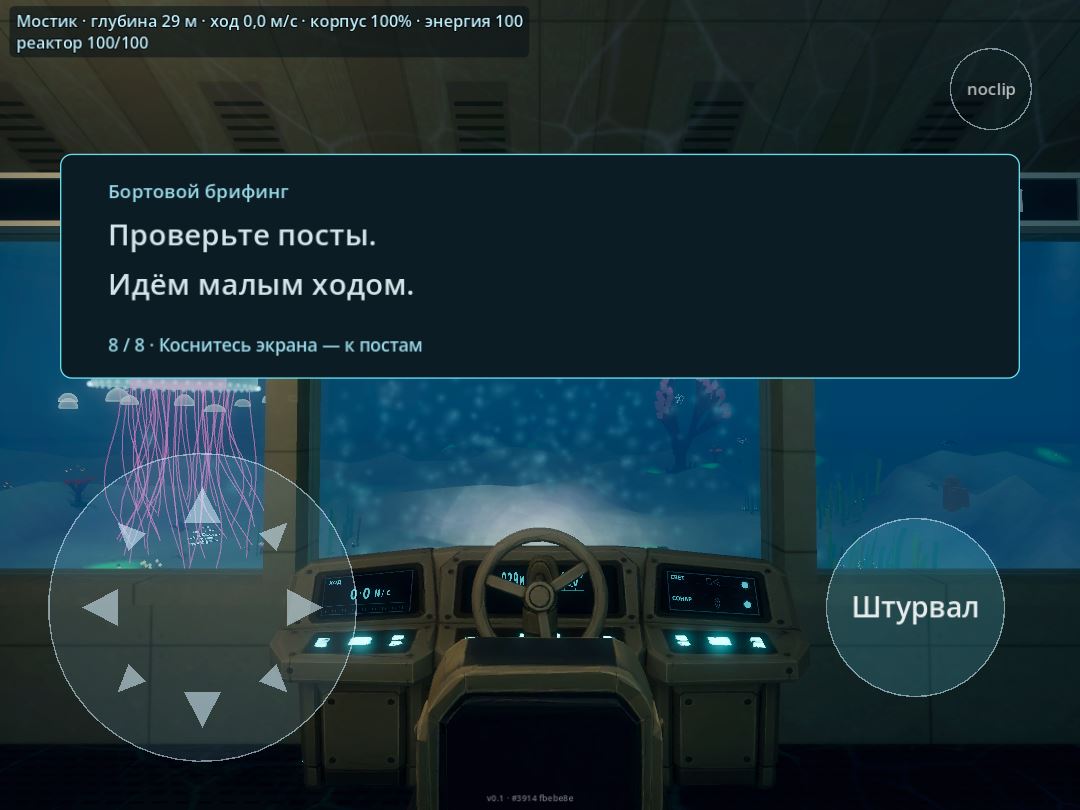 Мостик · глубина 29 м · ход 0,0 м/с · корпус 100% · энергия 100
реактор 100/100
noclip
Бортовой брифинг
Проверьте посты.
Идём малым ходом.
8 / 8 · Коснитесь экрана — к постам
ХОД
0·0 М/С
СВЕТ
СОНАР
Штурвал
v0.1 · #3914 fbebe8e